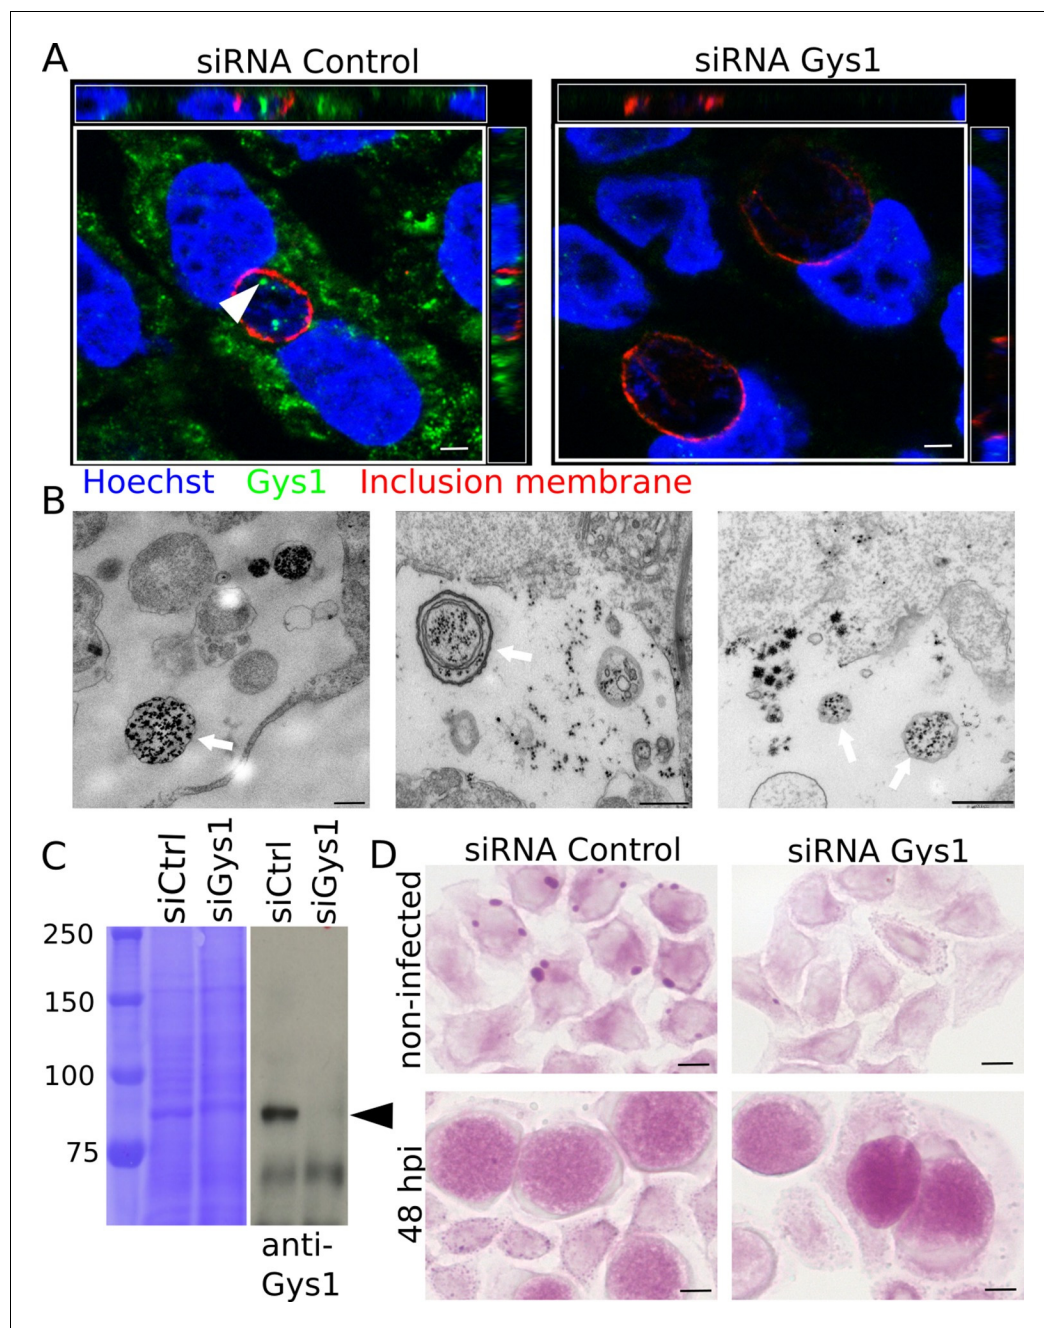 A
siRNA Control
siRNA Gys1
Hoechst Gys1 Inclusion membrane
B
C
siCtrl
siGys1
siCtrl
siGys1
250
150
100
75
anti-
Gys1
D
siRNA Control
siRNA Gys1
non-infected
48 hpi